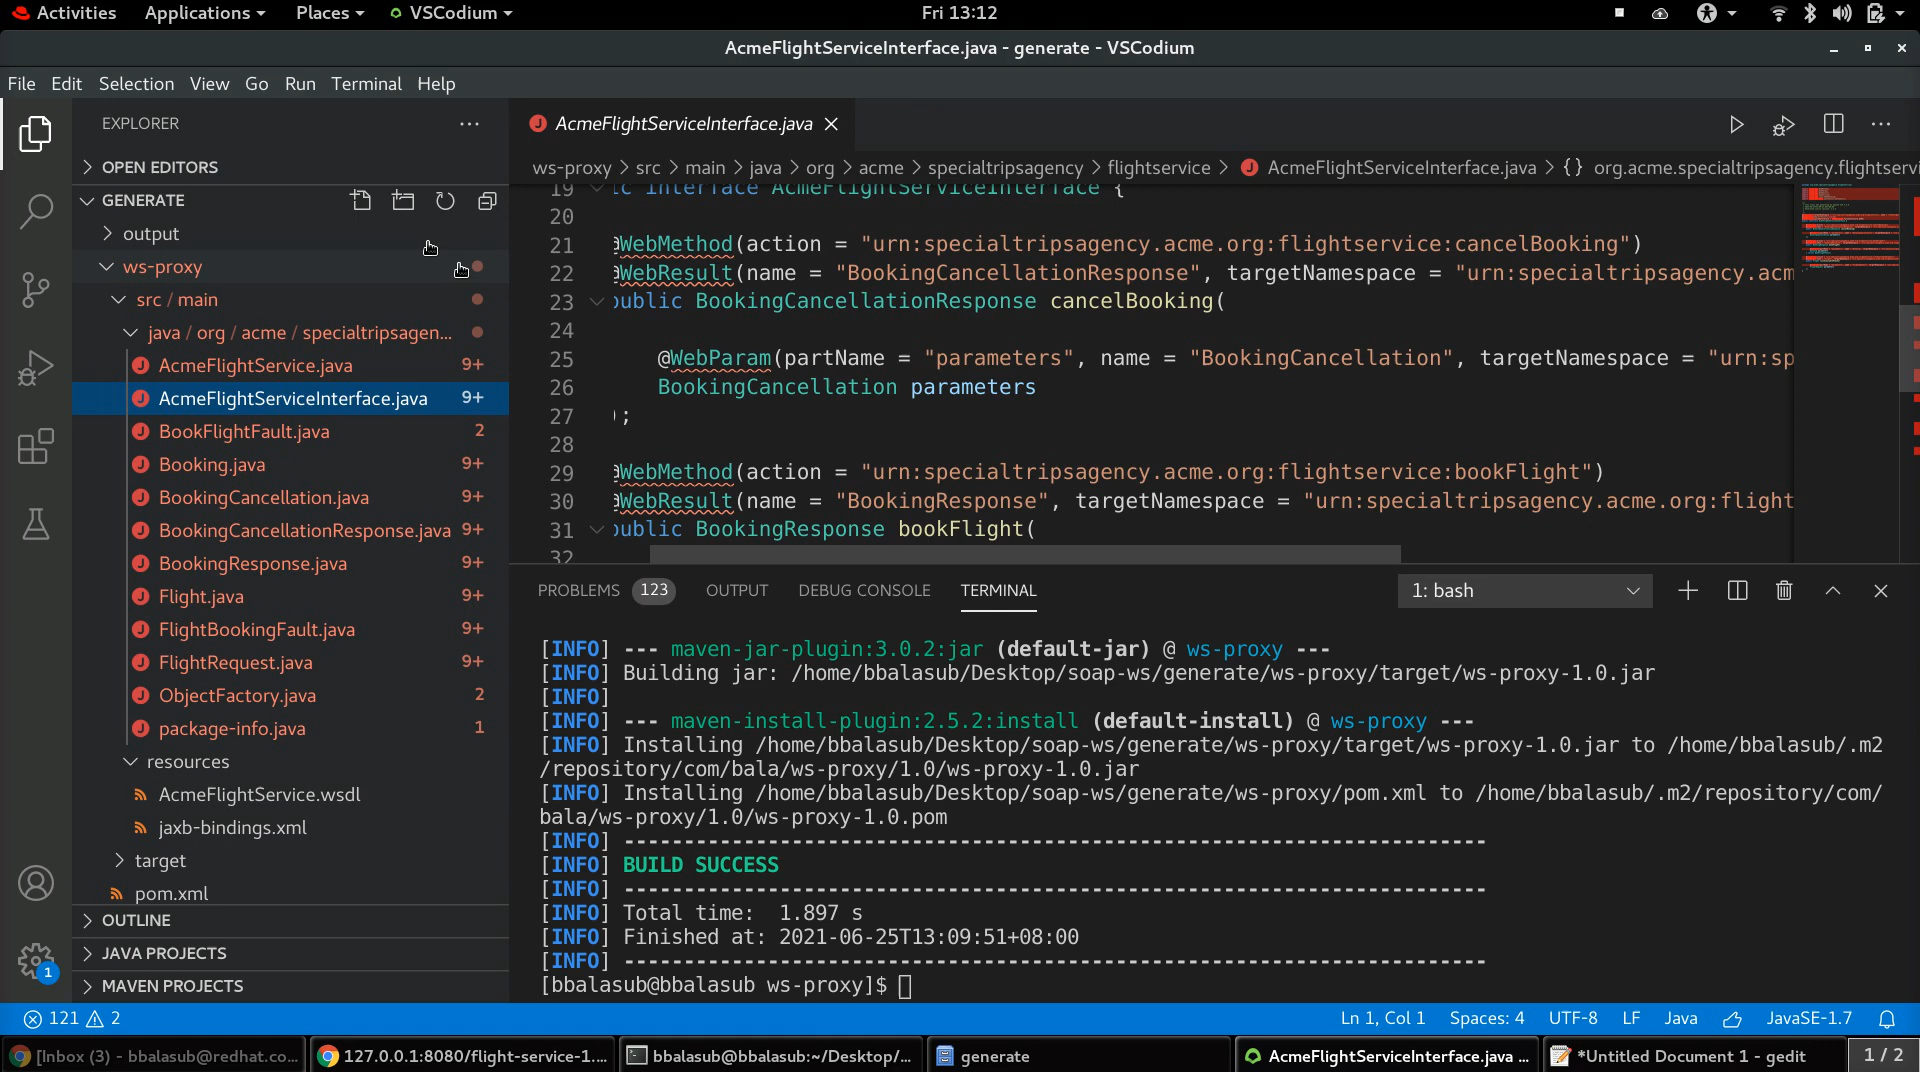 Activities Applications Places VSCodium Fri 13:12
AcmeFlightServiceInterface.java - generate - VSCodium
File Edit Selection View Go Run Terminal Help
EXPLORER
OPEN EDITORS
GENERATE
output
ws-proxy
src / main
java / org / acme / specialtripsagen...
AcmeFlightService.java 9+
AcmeFlightServiceInterface.java 9+
BookFlightFault.java 2
Booking.java 9+
BookingCancellation.java 9+
BookingCancellationResponse.java 9+
BookingResponse.java 9+
Flight.java 9+
FlightBookingFault.java 9+
FlightRequest.java 9+
ObjectFactory.java 2
package-info.java 1
resources
AcmeFlightService.wsdl
jaxb-bindings.xml
target
pom.xml
OUTLINE
JAVA PROJECTS
MAVEN PROJECTS
1
AcmeFlightServiceInterface.java
ws-proxy > src > main > java > org > acme > specialtripsagency > flightservice > AcmeFlightServiceInterface.java > {} org.acme.specialtripsagency.flightservi
19 ic interface AcmeFlightServiceInterface {
20
21 @WebMethod(action = "urn:specialtripsagency.acme.org:flightservice:cancelBooking")
22 @WebResult(name = "BookingCancellationResponse", targetNamespace = "urn:specialtripsagency.acm
23 public BookingCancellationResponse cancelBooking(
24
25 @WebParam(partName = "parameters", name = "BookingCancellation", targetNamespace = "urn:sp
26 BookingCancellation parameters
27 );
28
29 @WebMethod(action = "urn:specialtripsagency.acme.org:flightservice:bookFlight")
30 @WebResult(name = "BookingResponse", targetNamespace = "urn:specialtripsagency.acme.org:flight
31 public BookingResponse bookFlight(
32
PROBLEMS 123 OUTPUT DEBUG CONSOLE TERMINAL 1: bash
[INFO] --- maven-jar-plugin:3.0.2:jar (default-jar) @ ws-proxy ---
[INFO] Building jar: /home/bbalasub/Desktop/soap-ws/generate/ws-proxy/target/ws-proxy-1.0.jar
[INFO]
[INFO] --- maven-install-plugin:2.5.2:install (default-install) @ ws-proxy ---
[INFO] Installing /home/bbalasub/Desktop/soap-ws/generate/ws-proxy/target/ws-proxy-1.0.jar to /home/bbalasub/.m2
/repository/com/bala/ws-proxy/1.0/ws-proxy-1.0.jar
[INFO] Installing /home/bbalasub/Desktop/soap-ws/generate/ws-proxy/pom.xml to /home/bbalasub/.m2/repository/com/
bala/ws-proxy/1.0/ws-proxy-1.0.pom
[INFO] ------------------------------------------------------------------------
[INFO] BUILD SUCCESS
[INFO] ------------------------------------------------------------------------
[INFO] Total time:  1.897 s
[INFO] Finished at: 2021-06-25T13:09:51+08:00
[INFO] ------------------------------------------------------------------------
[bbalasub@bbalasub ws-proxy]$
121 2 Ln 1, Col 1 Spaces: 4 UTF-8 LF Java JavaSE-1.7
[Inbox (3) - bbalasub@redhat.co... 127.0.0.1:8080/flight-service-1.... bbalasub@bbalasub:~/Desktop/... generate AcmeFlightServiceInterface.java ... *Untitled Document 1 - gedit 1 / 2